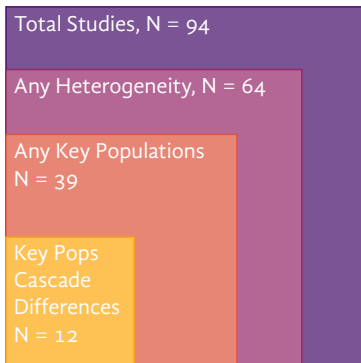 Total Studies, N = 94
Any Heterogeneity, N = 64
Any Key Populations
N = 39
Key Pops
Cascade
Differences
N = 12